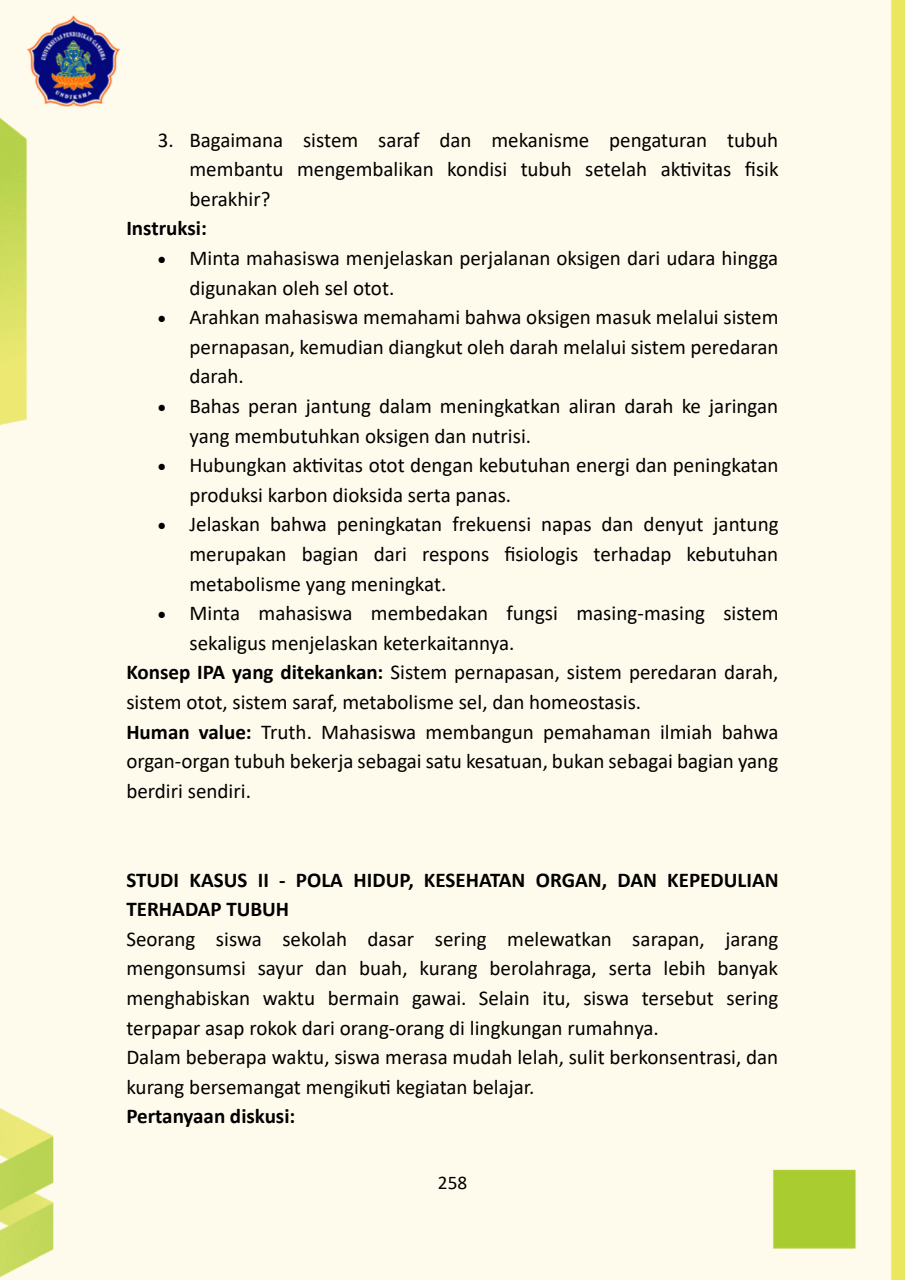 UNIVERSITAS PENDIDIKAN GANESHA
UNDIKSHA
3. Bagaimana sistem saraf dan mekanisme pengaturan tubuh
membantu mengembalikan kondisi tubuh setelah aktivitas fisik
berakhir?
Instruksi:
• Minta mahasiswa menjelaskan perjalanan oksigen dari udara hingga
digunakan oleh sel otot.
• Arahkan mahasiswa memahami bahwa oksigen masuk melalui sistem
pernapasan, kemudian diangkut oleh darah melalui sistem peredaran
darah.
• Bahas peran jantung dalam meningkatkan aliran darah ke jaringan
yang membutuhkan oksigen dan nutrisi.
• Hubungkan aktivitas otot dengan kebutuhan energi dan peningkatan
produksi karbon dioksida serta panas.
• Jelaskan bahwa peningkatan frekuensi napas dan denyut jantung
merupakan bagian dari respons fisiologis terhadap kebutuhan
metabolisme yang meningkat.
• Minta mahasiswa membedakan fungsi masing-masing sistem
sekaligus menjelaskan keterkaitannya.
Konsep IPA yang ditekankan: Sistem pernapasan, sistem peredaran darah,
sistem otot, sistem saraf, metabolisme sel, dan homeostasis.
Human value: Truth. Mahasiswa membangun pemahaman ilmiah bahwa
organ-organ tubuh bekerja sebagai satu kesatuan, bukan sebagai bagian yang
berdiri sendiri.
STUDI KASUS II - POLA HIDUP, KESEHATAN ORGAN, DAN KEPEDULIAN
TERHADAP TUBUH
Seorang siswa sekolah dasar sering melewatkan sarapan, jarang
mengonsumsi sayur dan buah, kurang berolahraga, serta lebih banyak
menghabiskan waktu bermain gawai. Selain itu, siswa tersebut sering
terpapar asap rokok dari orang-orang di lingkungan rumahnya.
Dalam beberapa waktu, siswa merasa mudah lelah, sulit berkonsentrasi, dan
kurang bersemangat mengikuti kegiatan belajar.
Pertanyaan diskusi:
258